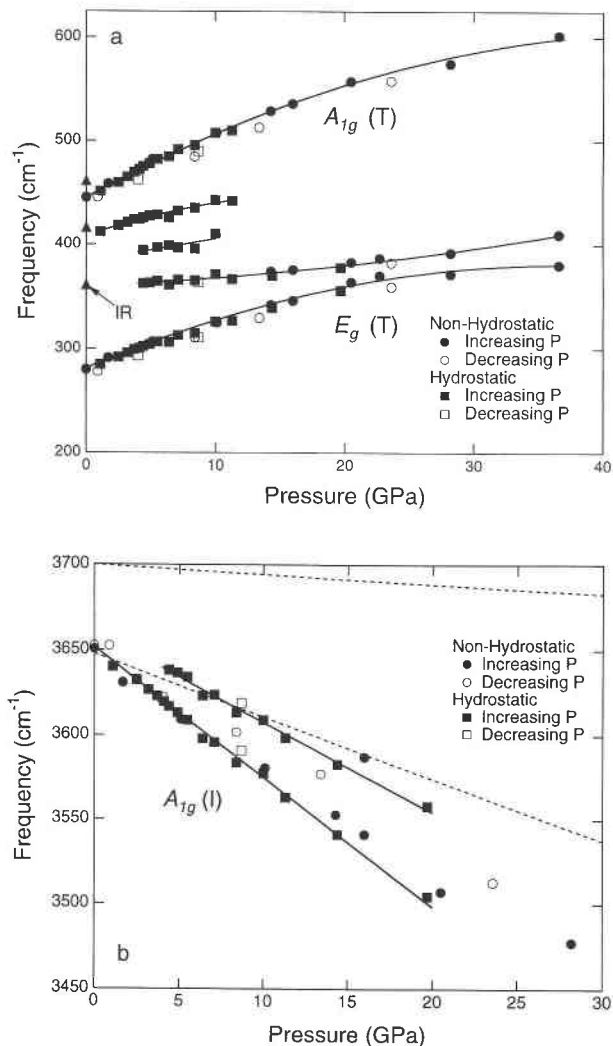 a
600
500
400
300
200
Frequency (cm-1)
A1g (T)
IR
Eg (T)
Non-Hydrostatic
Increasing P
Decreasing P
Hydrostatic
Increasing P
Decreasing P
0 10 20 30 40
Pressure (GPa)
3700
3650
3600
3550
3500
3450
Frequency (cm-1)
Non-Hydrostatic
Increasing P
Decreasing P
Hydrostatic
Increasing P
Decreasing P
A1g (I)
b
0 5 10 15 20 25 30
Pressure (GPa)